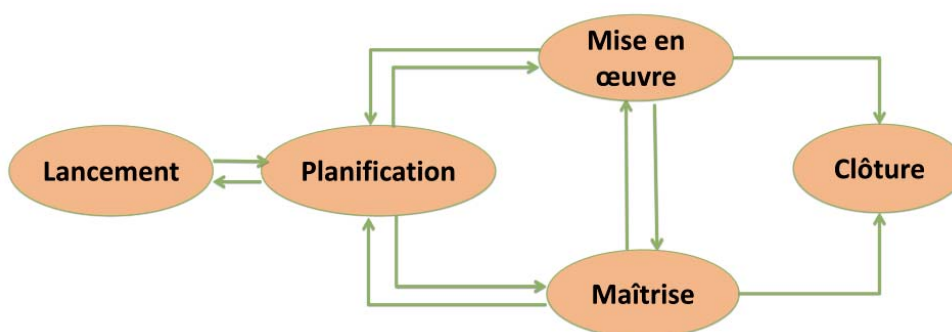 Mise en
œuvre
Lancement
Planification
Clôture
Maîtrise